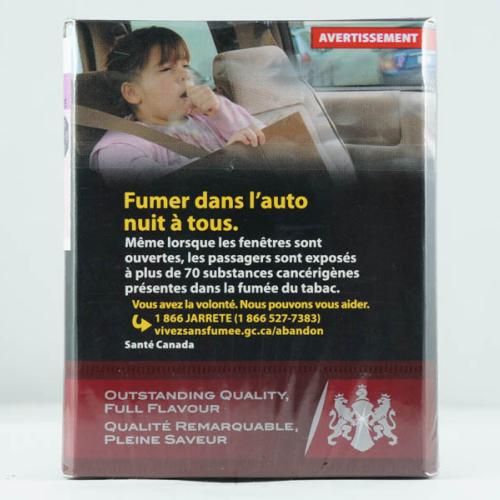 AVERTISSEMENT
Fumer dans l'auto
nuit à tous.
Même lorsque les fenêtres sont
ouvertes, les passagers sont exposés
à plus de 70 substances cancérigènes
présentes dans la fumée du tabac.
Vous avez la volonté. Nous pouvons vous aider.
1 866 JARRETE (1 866 527-7383)
vivezsansfumee.gc.ca/abandon
Santé Canada
OUTSTANDING QUALITY,
FULL FLAVOUR
QUALITÉ REMARQUABLE,
PLEINE SAVEUR